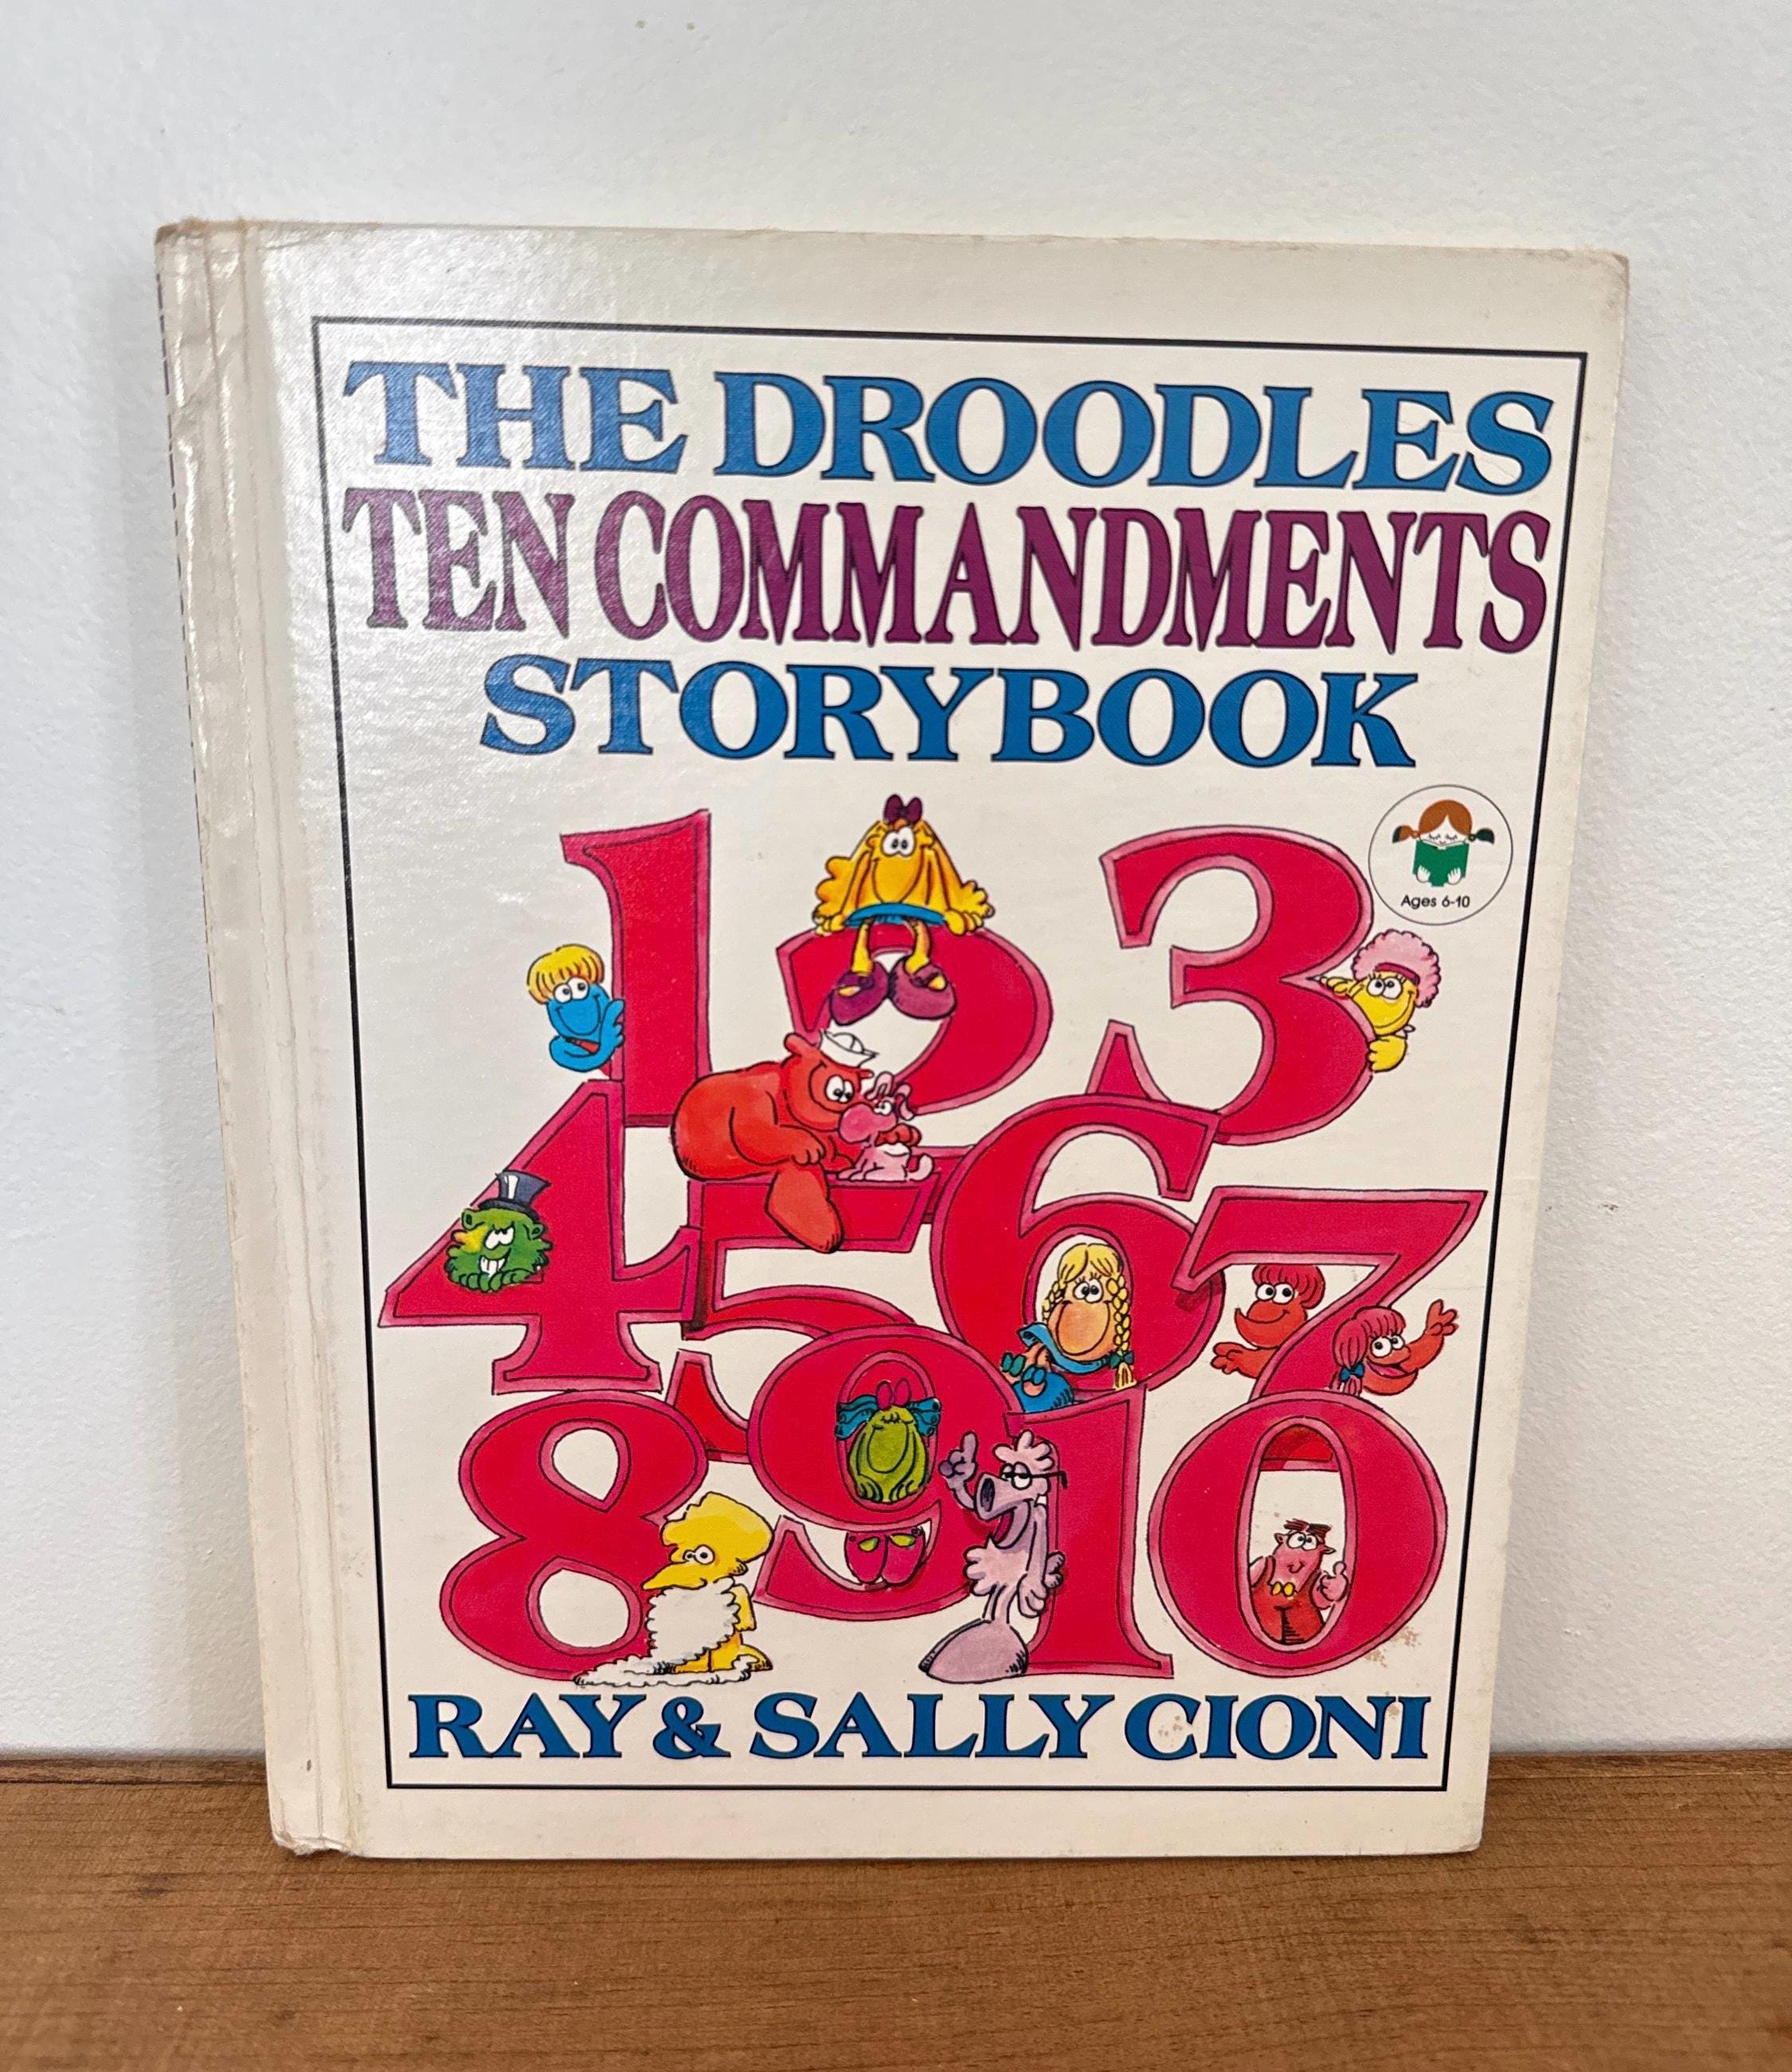 THE DROODLES
TEN COMMANDMENTS
STORYBOOK
Ages 6-10
1 2 3
4 5 6 7
8 9 10
RAY & SALLY CIONI